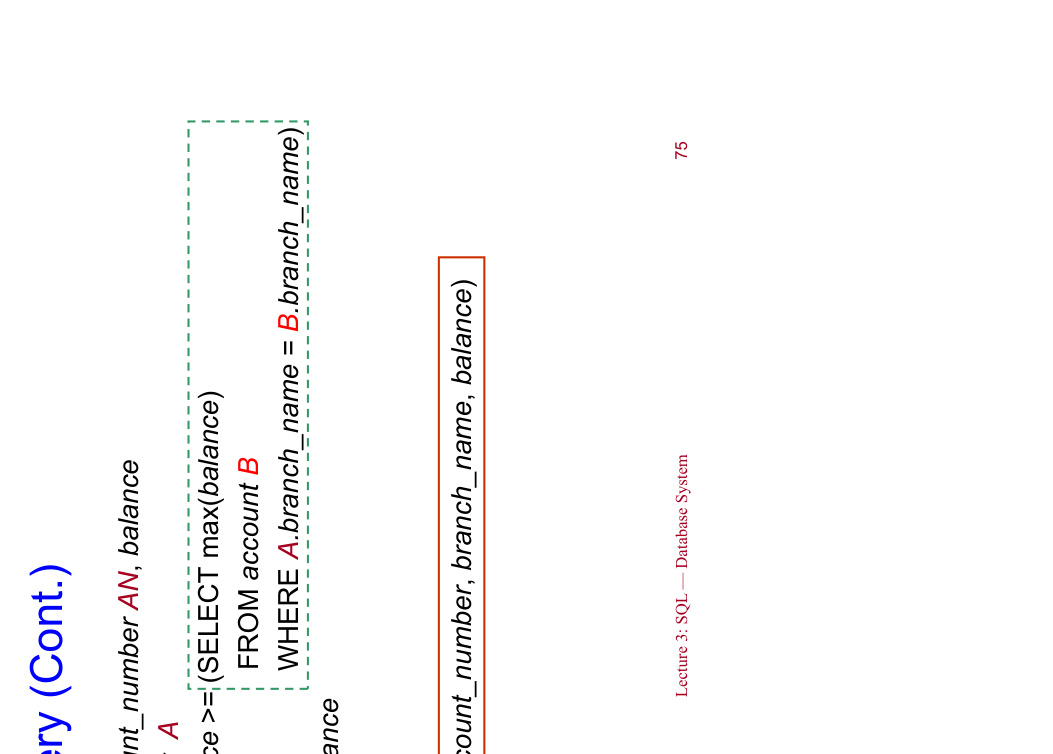 ery (Cont.)
unt_number AN, balance
A
ce >= (SELECT max(balance)
FROM account B
WHERE A.branch_name = B.branch_name)
ance
count_number, branch_name, balance)
Lecture 3: SQL — Database System
75